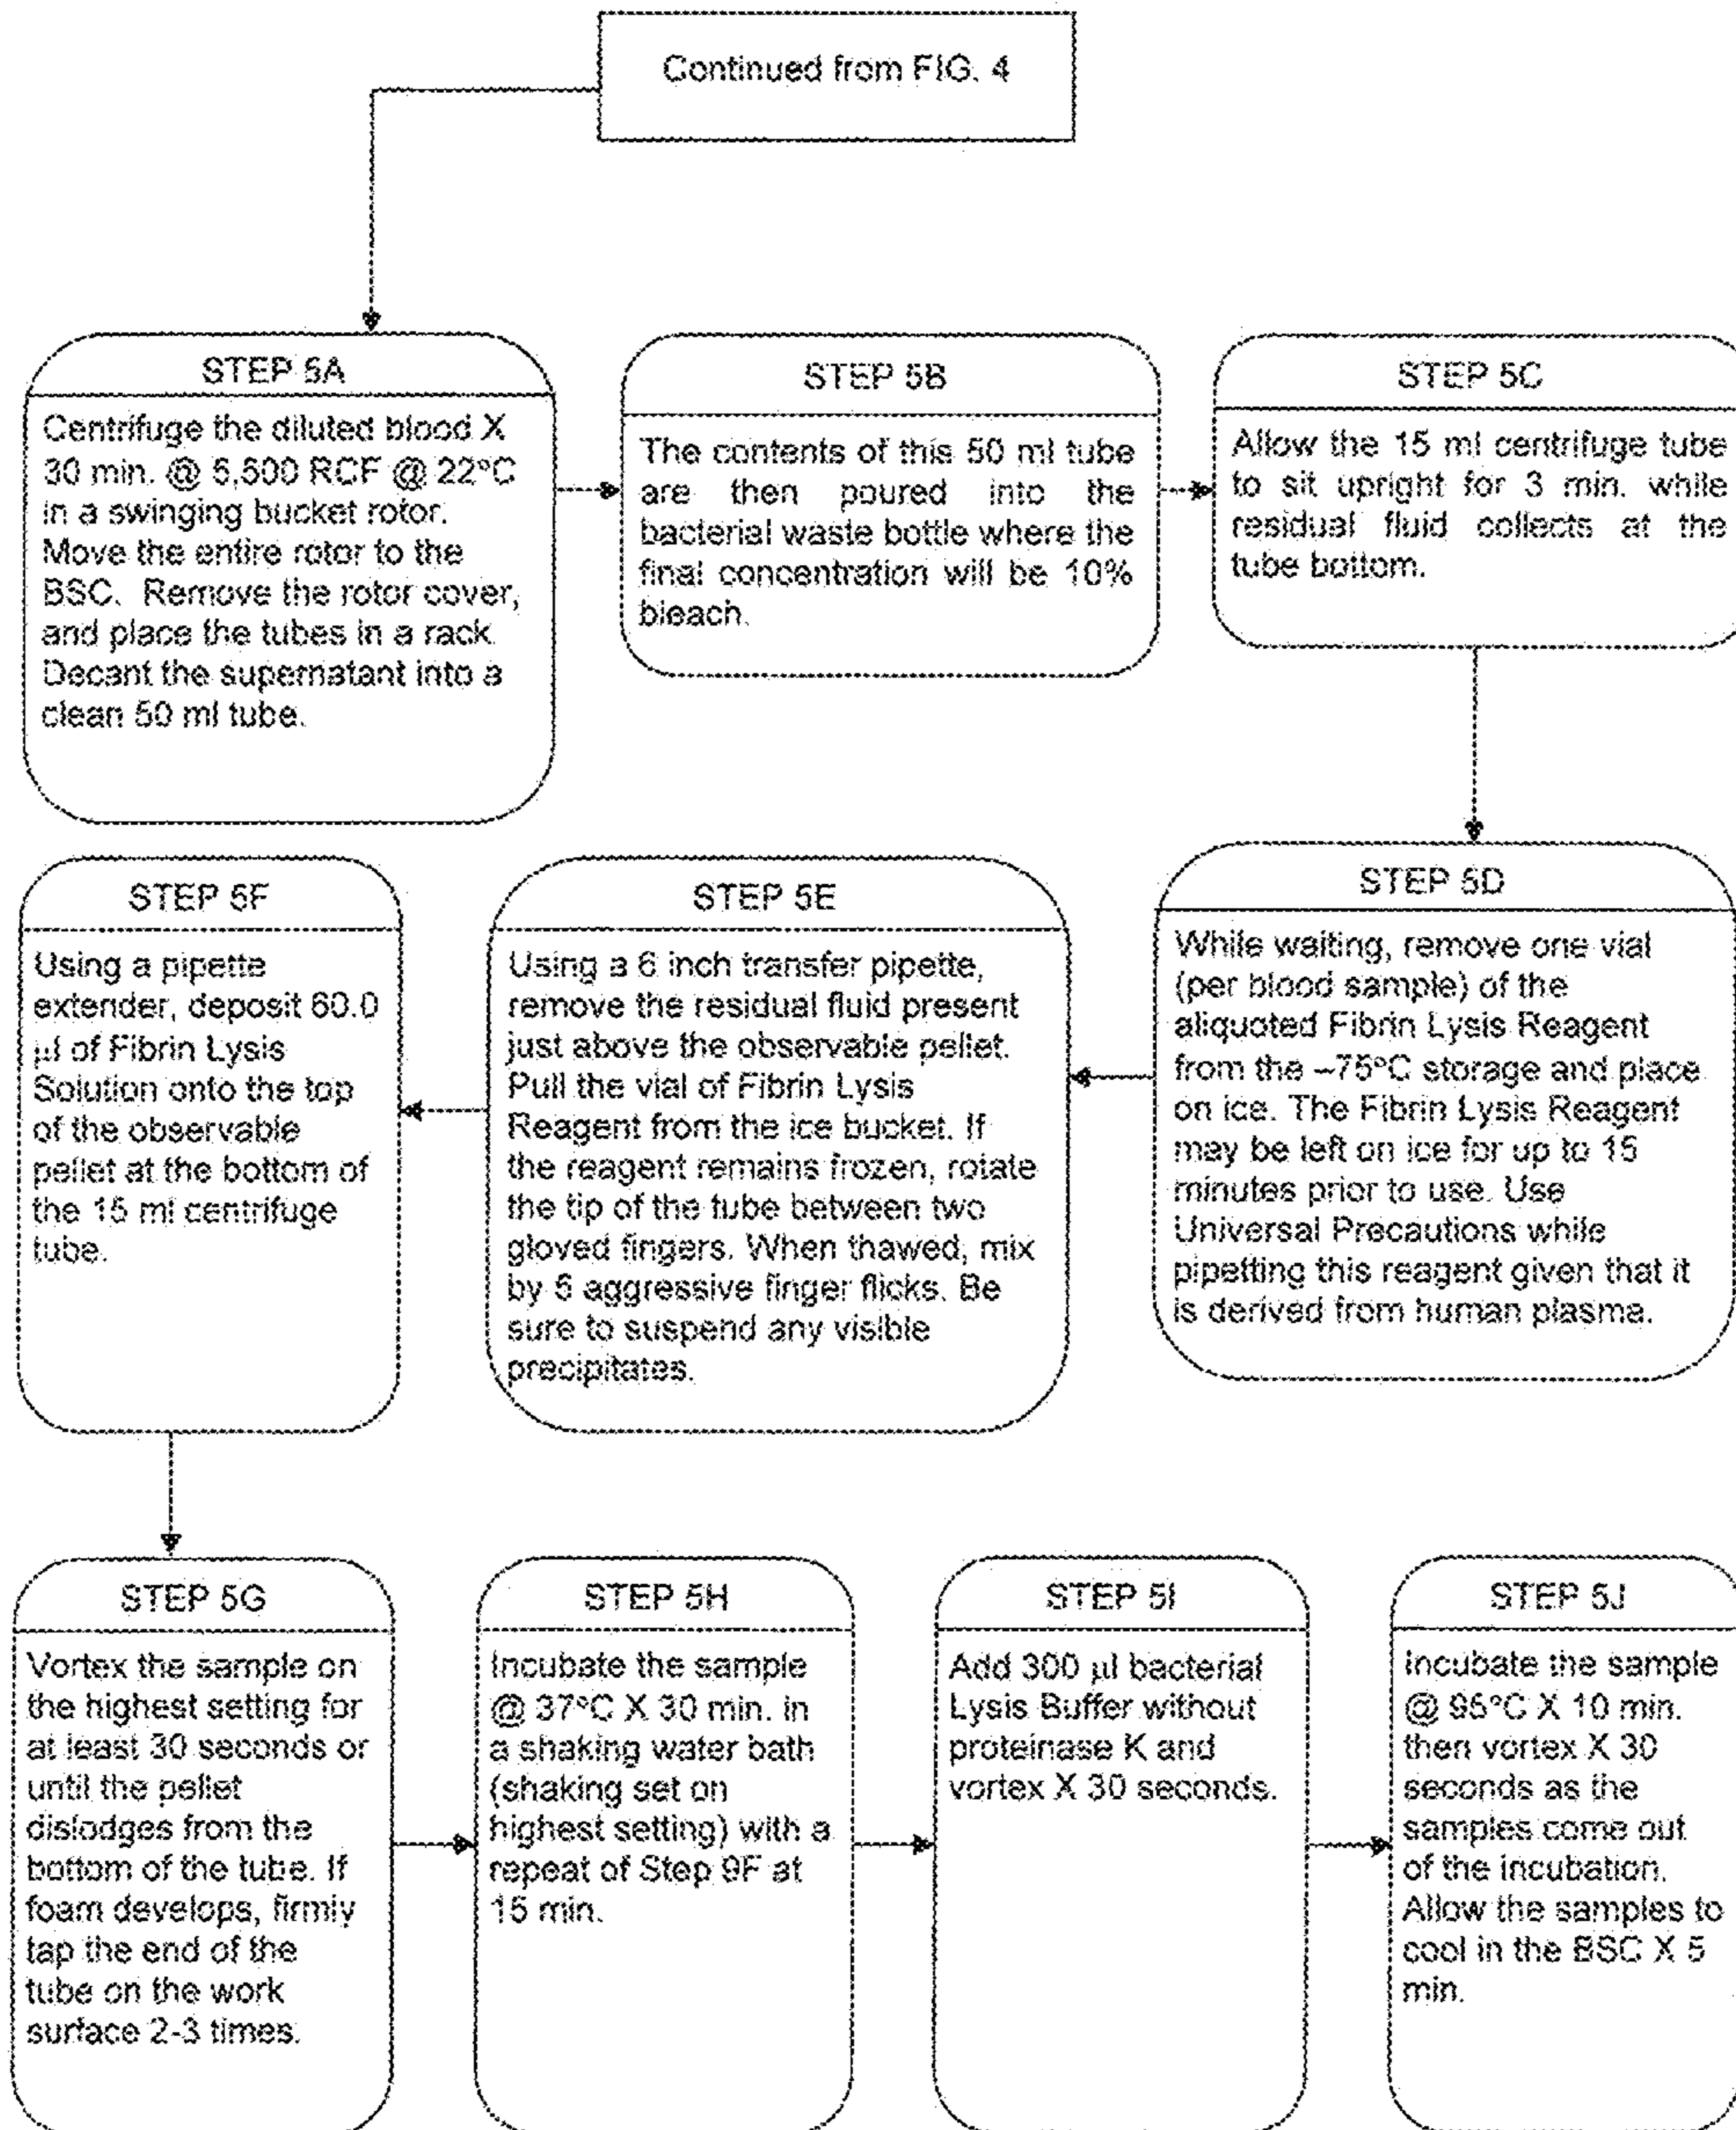 Continued from FIG. 4
STEP 5A
Centrifuge the diluted blood X
30 min. @ 5,500 RCF @ 22°C
in a swinging bucket rotor.
Move the entire rotor to the
BSC. Remove the rotor cover,
and place the tubes in a rack.
Decant the supernatant into a
clean 50 ml tube.
STEP 5B
The contents of this 50 ml tube
are then poured into the
bacterial waste bottle where the
final concentration will be 10%
bleach.
STEP 5C
Allow the 15 ml centrifuge tube
to sit upright for 3 min. while
residual fluid collects at the
tube bottom.
STEP 5D
While waiting, remove one vial
(per blood sample) of the
aliquoted Fibrin Lysis Reagent
from the –75°C storage and place
on ice. The Fibrin Lysis Reagent
may be left on ice for up to 15
minutes prior to use. Use
Universal Precautions while
pipetting this reagent given that it
is derived from human plasma.
STEP 5E
Using a 6 inch transfer pipette,
remove the residual fluid present
just above the observable pellet.
Pull the vial of Fibrin Lysis
Reagent from the ice bucket. If
the reagent remains frozen, rotate
the tip of the tube between two
gloved fingers. When thawed, mix
by 5 aggressive finger flicks. Be
sure to suspend any visible
precipitates.
STEP 5F
Using a pipette
extender, deposit 60.0
µl of Fibrin Lysis
Solution onto the top
of the observable
pellet at the bottom of
the 15 ml centrifuge
tube.
STEP 5G
Vortex the sample on
the highest setting for
at least 30 seconds or
until the pellet
dislodges from the
bottom of the tube. If
foam develops, firmly
tap the end of the
tube on the work
surface 2-3 times.
STEP 5H
Incubate the sample
@ 37°C X 30 min. in
a shaking water bath
(shaking set on
highest setting) with a
repeat of Step 9F at
15 min.
STEP 5I
Add 300 µl bacterial
Lysis Buffer without
proteinase K and
vortex X 30 seconds.
STEP 5J
Incubate the sample
@ 95°C X 10 min.
then vortex X 30
seconds as the
samples come out
of the incubation.
Allow the samples to
cool in the BSC X 5
min.